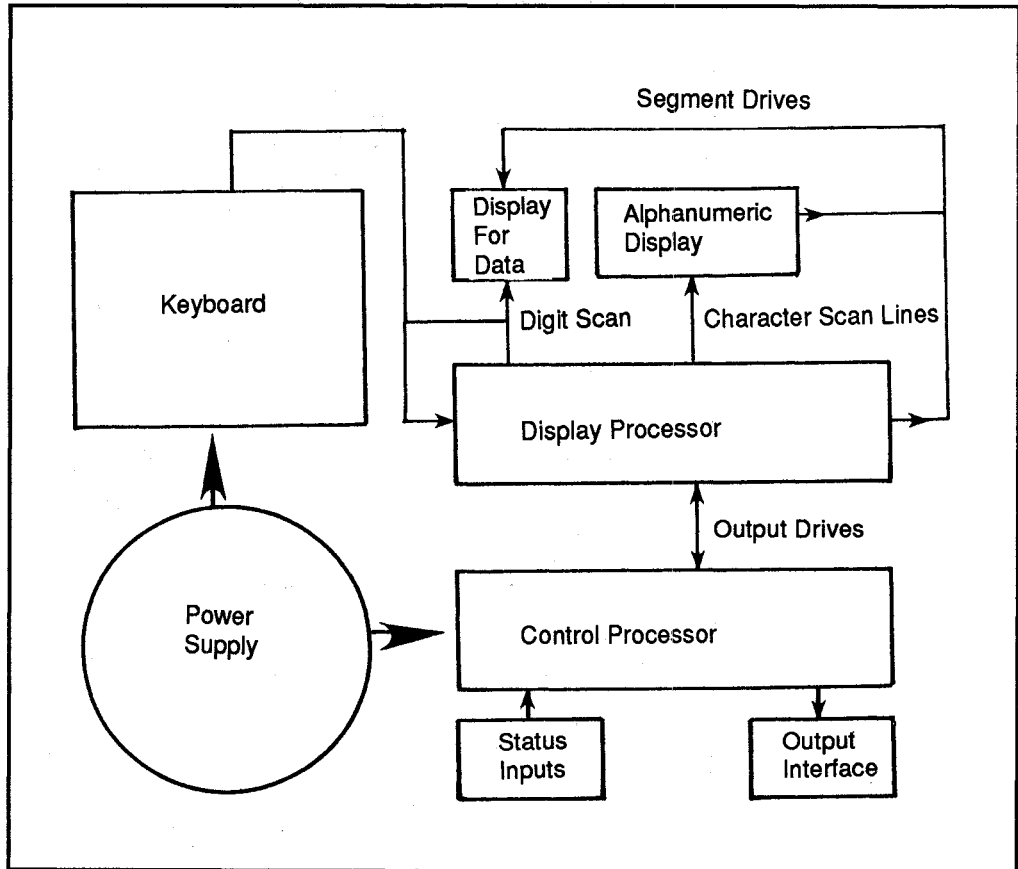 Segment Drives
Display
For
Data
Alphanumeric
Display
Keyboard
Digit Scan
Character Scan Lines
Display Processor
Output Drives
Power
Supply
Control Processor
Status
Inputs
Output
Interface